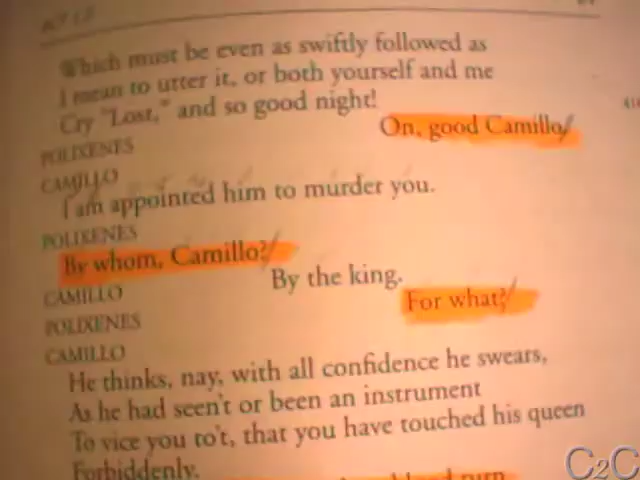 Which must be even as swiftly followed as
I mean to utter it, or both yourself and me
Cry "Lost," and so good night!
POLIXENES
On, good Camillo.
CAMILLO
I am appointed him to murder you.
POLIXENES
By whom, Camillo?
CAMILLO
By the king.
POLIXENES
For what?
CAMILLO
He thinks, nay, with all confidence he swears,
As he had seen't or been an instrument
To vice you to't, that you have touched his queen
Forbiddenly.
C2C